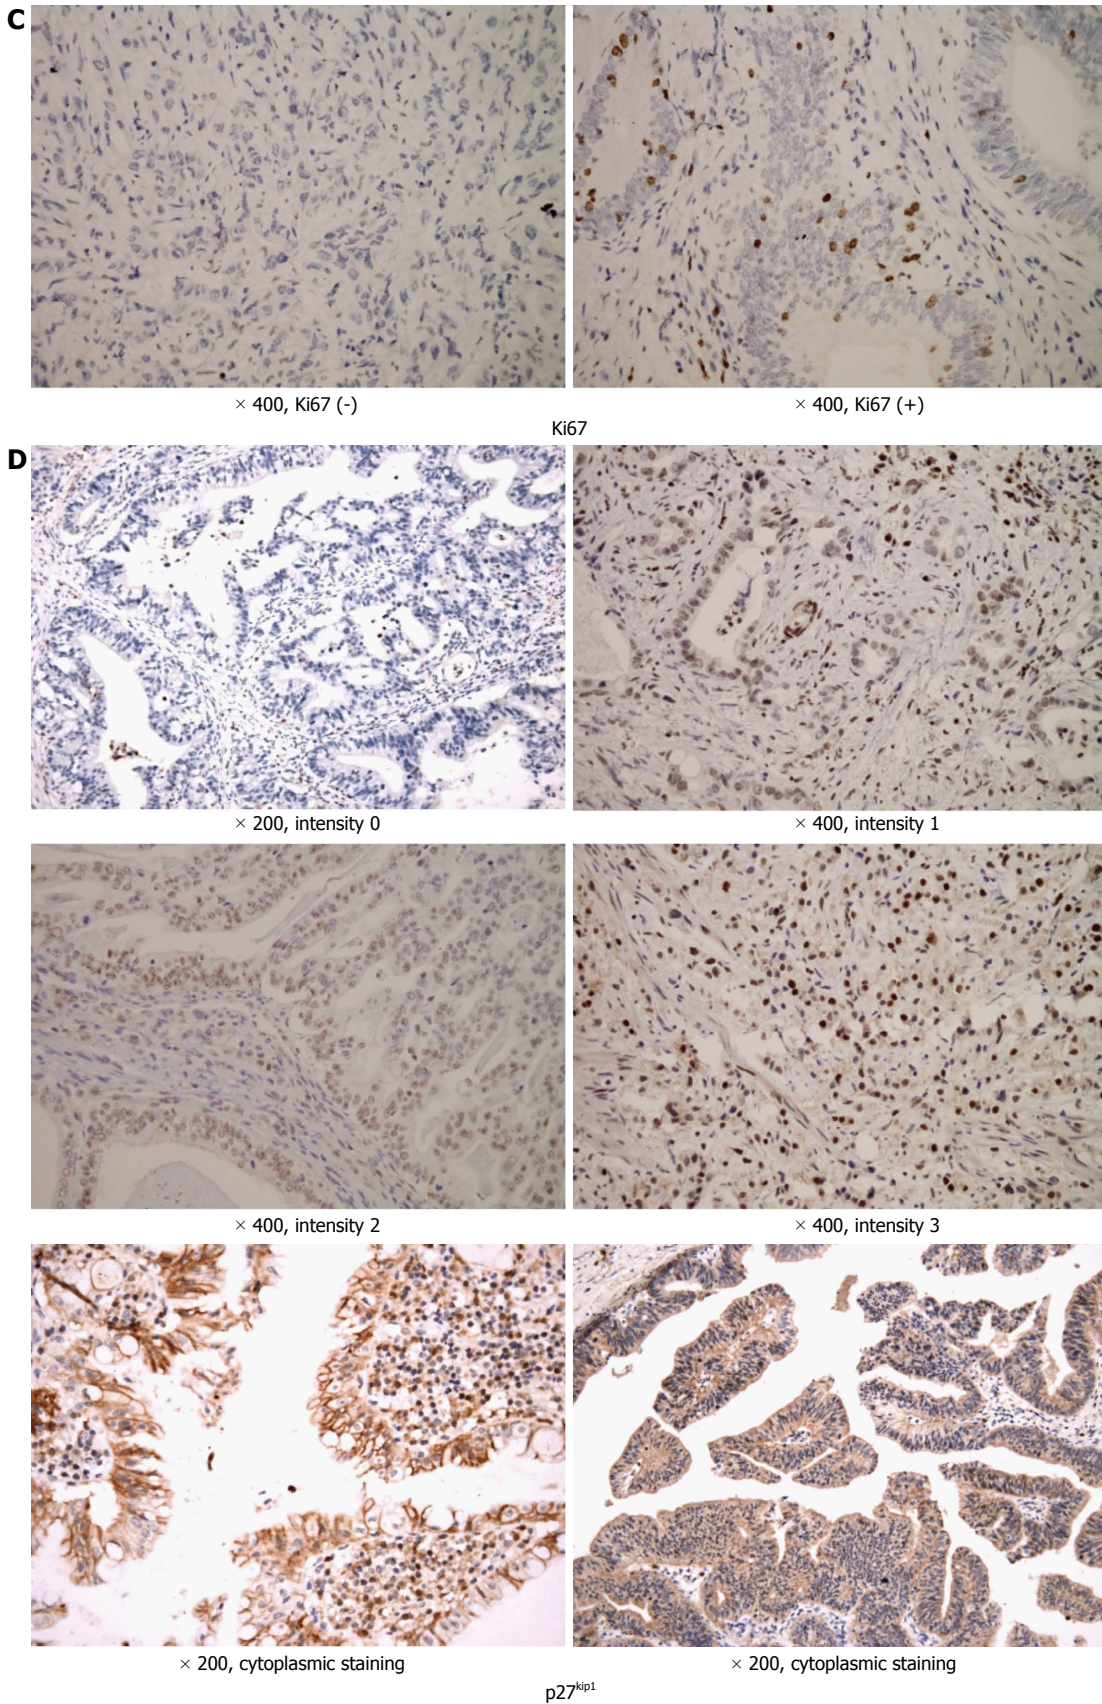 C
× 400, Ki67 (-)
× 400, Ki67 (+)
Ki67
D
× 200, intensity 0
× 400, intensity 1
× 400, intensity 2
× 400, intensity 3
× 200, cytoplasmic staining
× 200, cytoplasmic staining
p27kip1